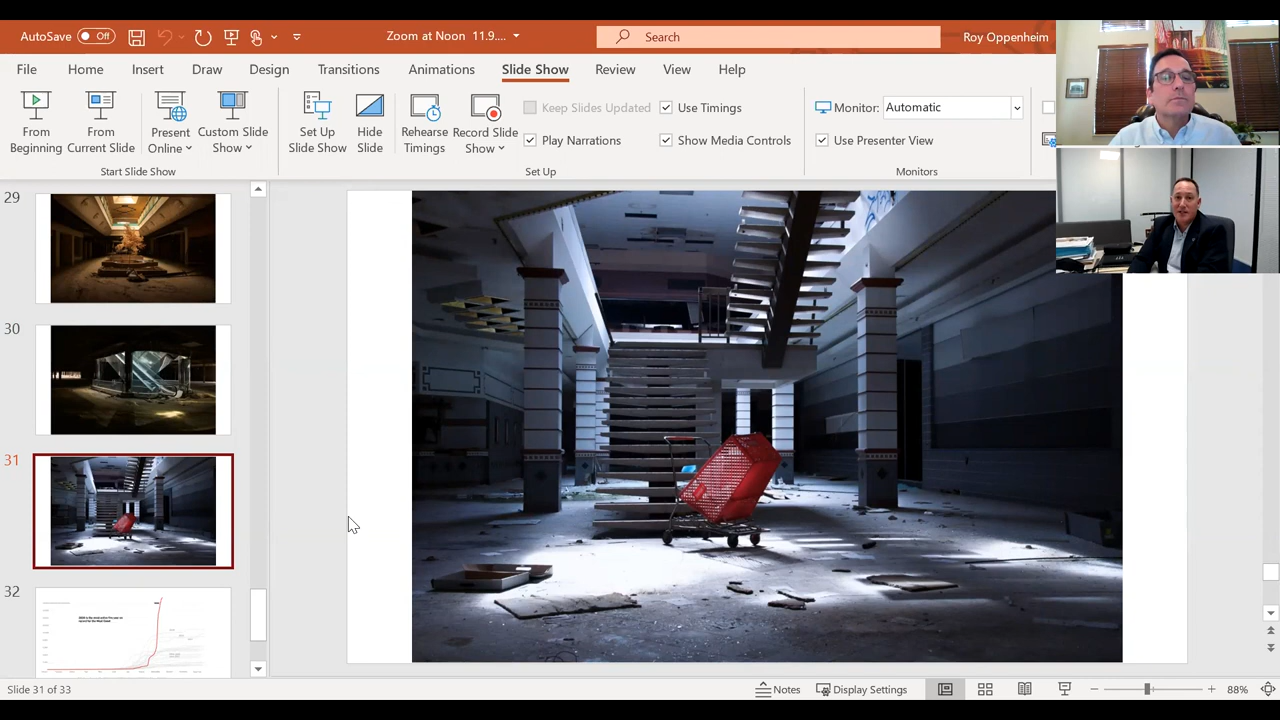 AutoSave Off Zoom at Noon 11.9.... Search Roy Oppenheim
File Home Insert Draw Design Transitions Animations Slide Show Review View Help
From Beginning
From Current Slide
Present Online
Custom Slide Show
Set Up Slide Show
Hide Slide
Rehearse Timings
Record Slide Show
Keep Slides Updated
Play Narrations
Use Timings
Show Media Controls
Monitor: Automatic
Use Presenter View
Start Slide Show Set Up Monitors
29
30
31
32
Slide 31 of 33 Notes Display Settings 88%